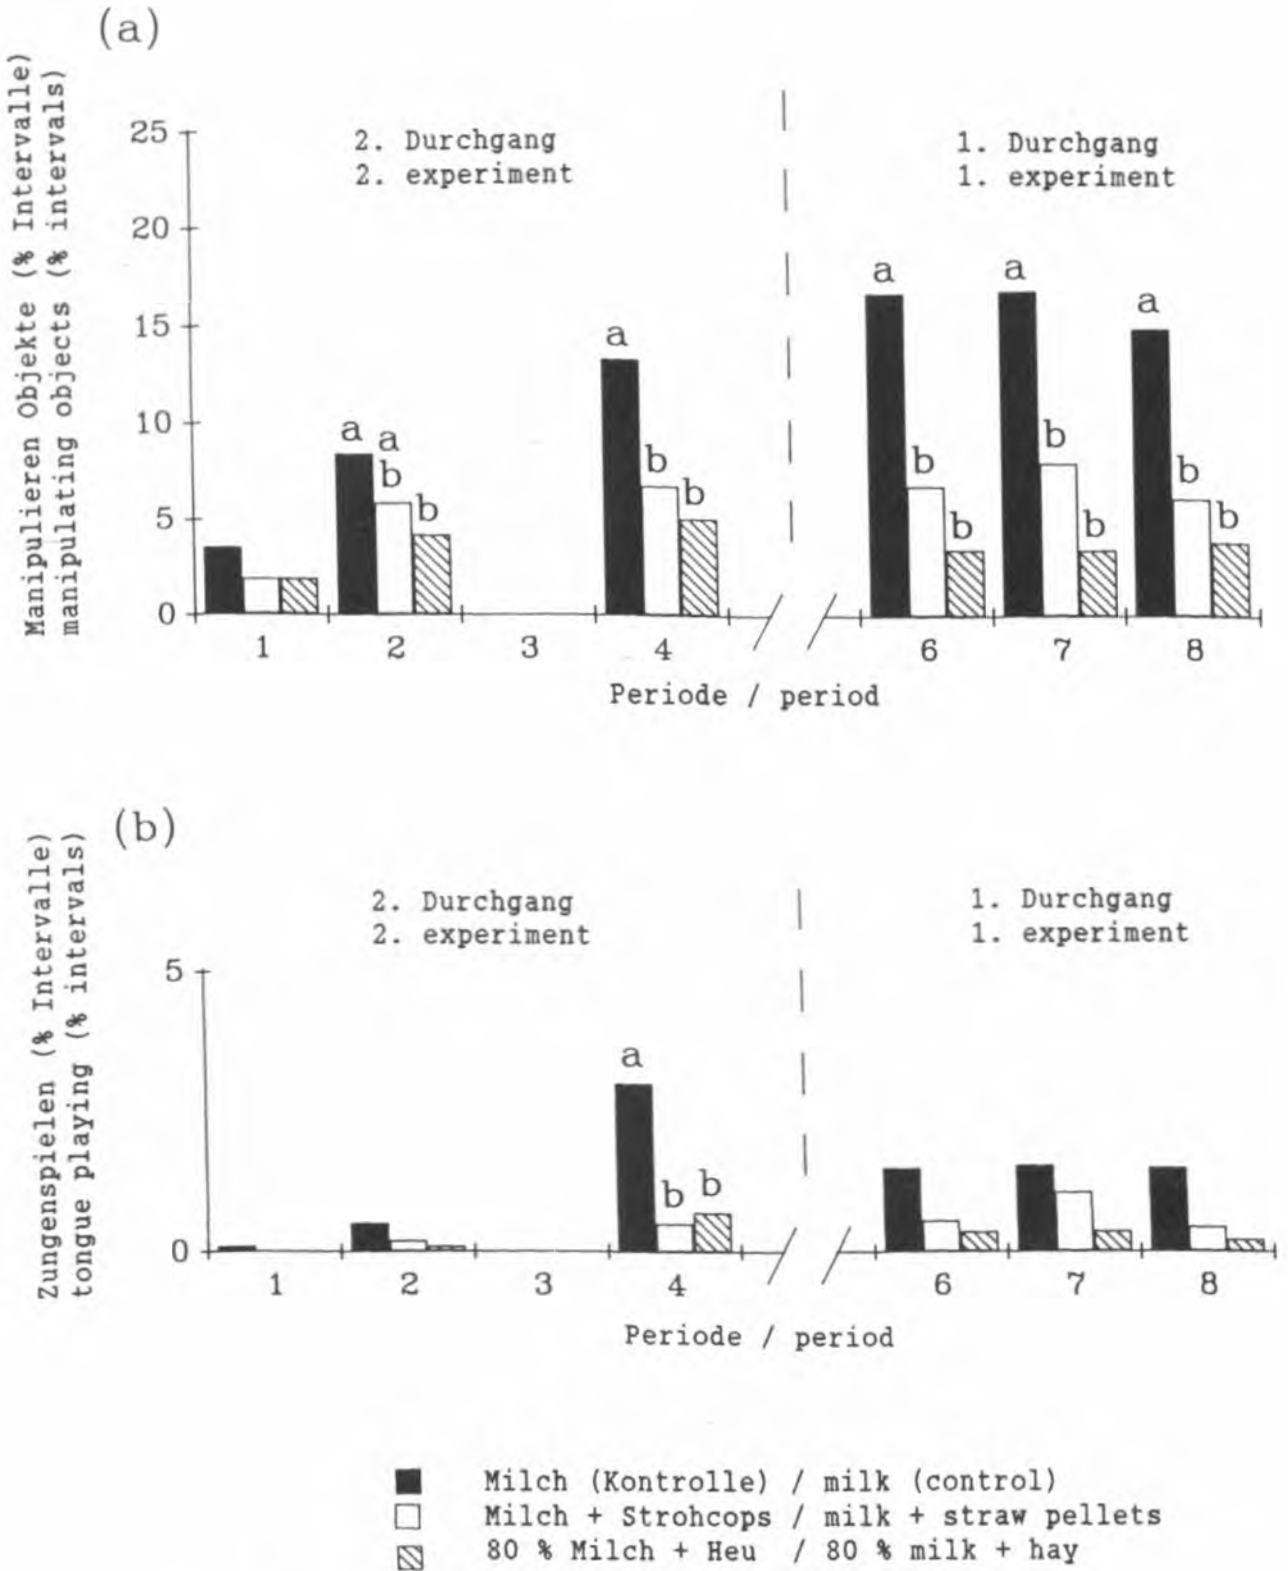 (a)
Manipulieren Objekte (% Intervalle)
manipulating objects (% intervals)
2. Durchgang
2. experiment
1. Durchgang
1. experiment
25
20
15
10
5
0
a a
b
b
a
b
b
a
b
b
a
b
b
a
b
b
1 2 3 4 6 7 8
Periode / period
(b)
Zungenspielen (% Intervalle)
tongue playing (% intervals)
2. Durchgang
2. experiment
1. Durchgang
1. experiment
5
0
a
b b
1 2 3 4 6 7 8
Periode / period
Milch (Kontrolle) / milk (control)
Milch + Strohcops / milk + straw pellets
80 % Milch + Heu / 80 % milk + hay